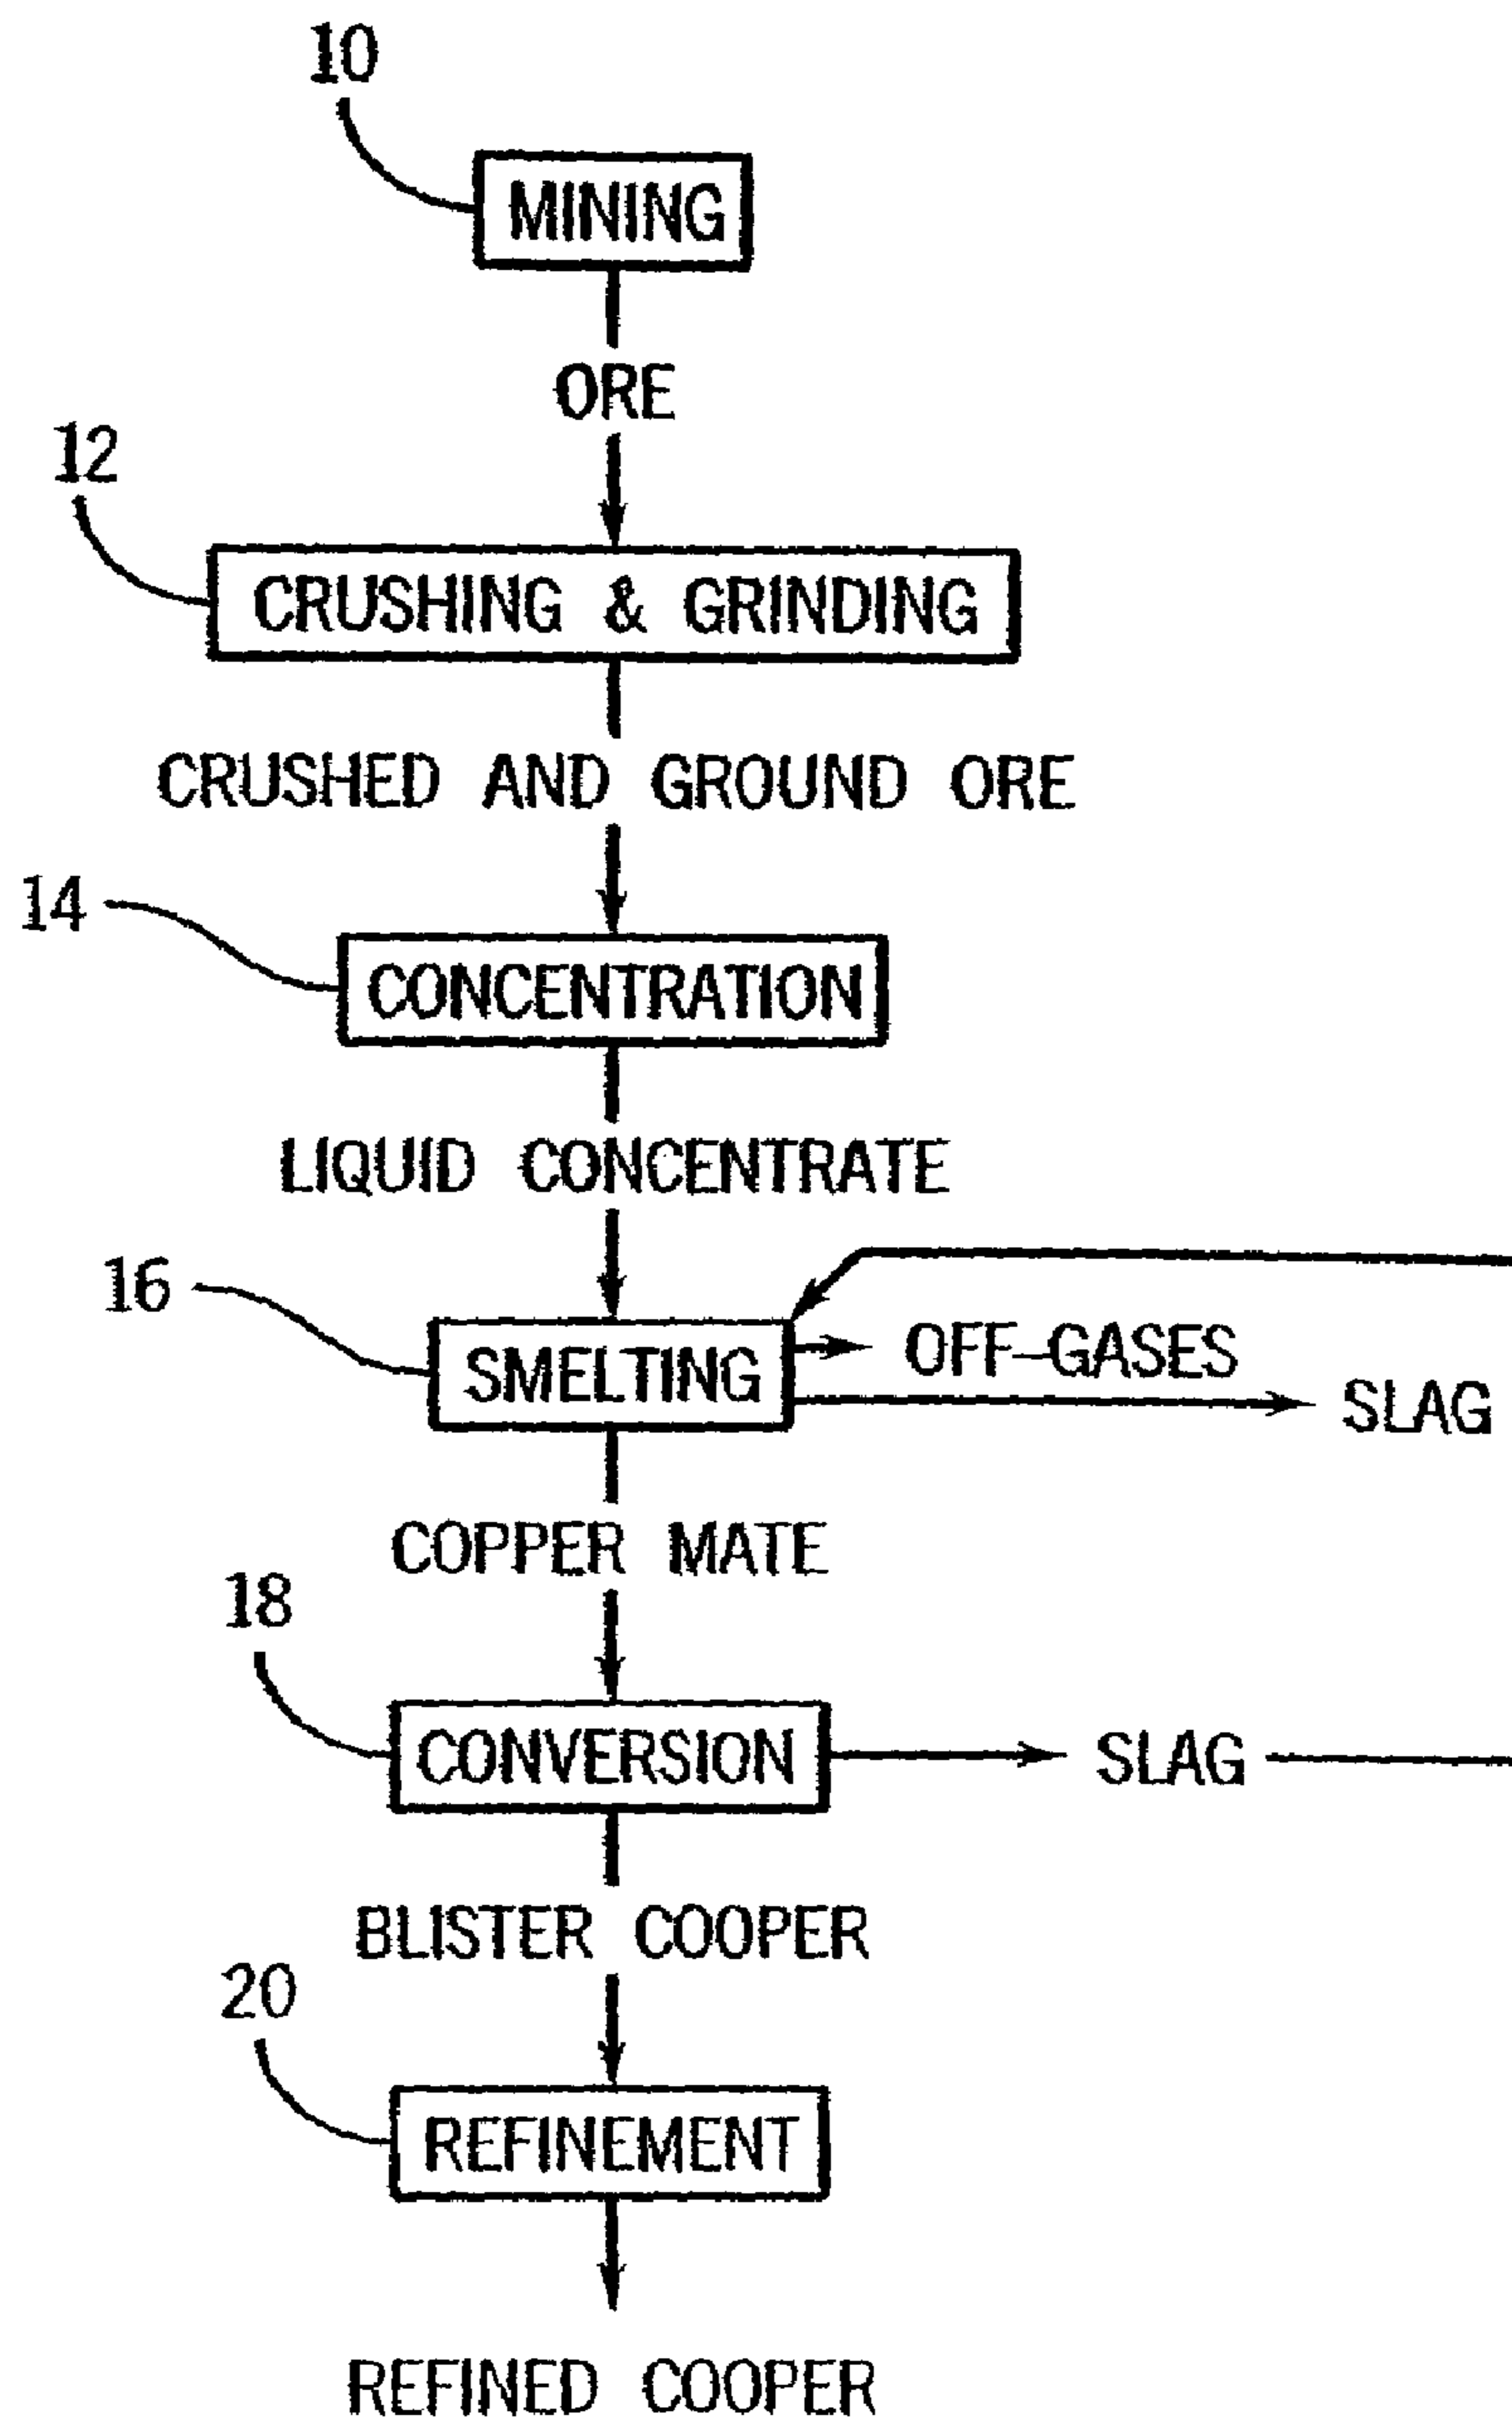 10
MINING
ORE
12
CRUSHING & GRINDING
CRUSHED AND GROUND ORE
14
CONCENTRATION
LIQUID CONCENTRATE
16
SMELTING
OFF-GASES
SLAG
COPPER MATE
18
CONVERSION
SLAG
BLISTER COOPER
20
REFINEMENT
REFINED COOPER